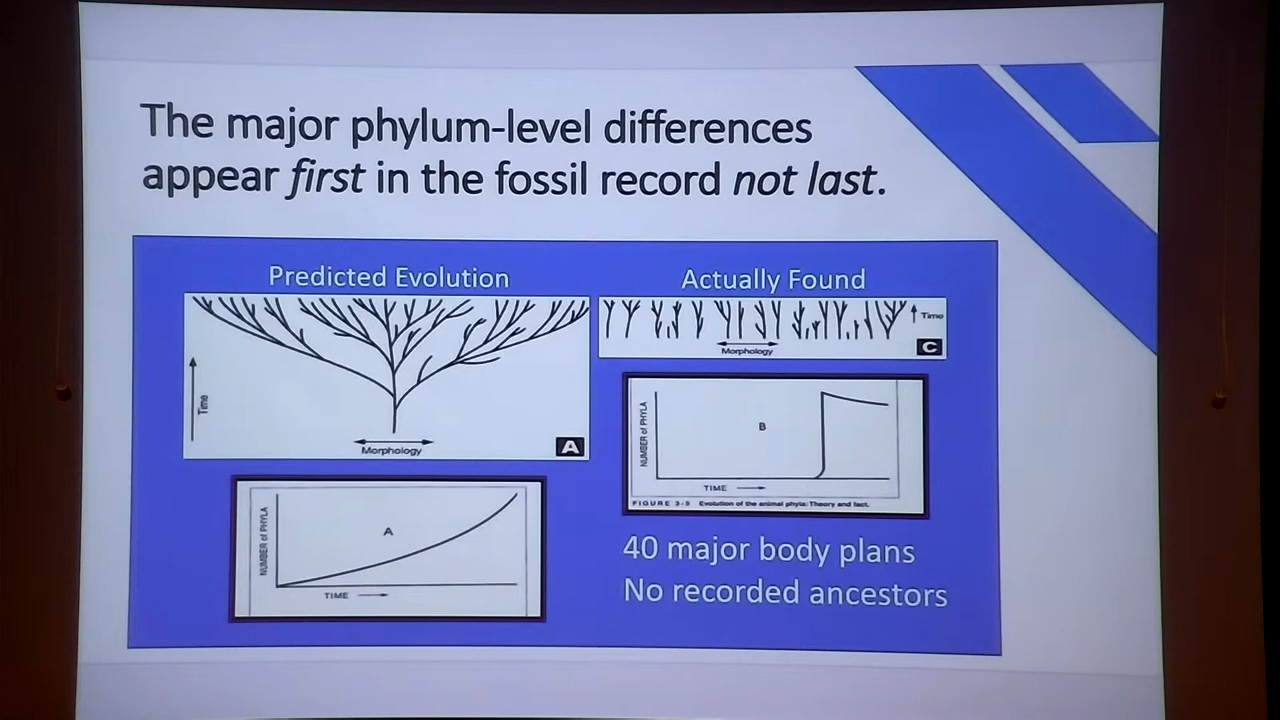 The major phylum-level differences
appear first in the fossil record not last.
Predicted Evolution
Time
Morphology
A
NUMBER of PHYLA
A
TIME
Actually Found
Time
Morphology
C
NUMBER of PHYLA
B
TIME
FIGURE 3-5 Evolution of the animal phyla: Theory and fact.
40 major body plans
No recorded ancestors